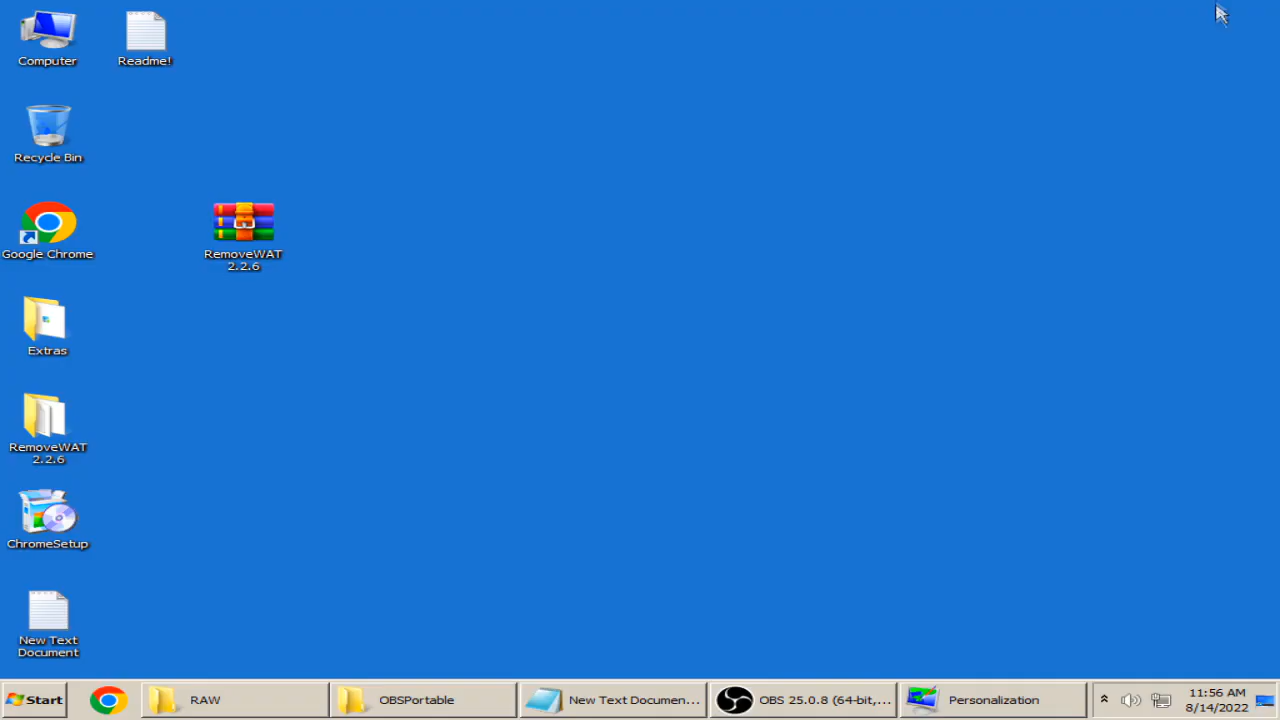 Computer
Readme!
Recycle Bin
Google Chrome
RemoveWAT
2.2.6
Extras
RemoveWAT
2.2.6
ChromeSetup
New Text
Document
Start
RAW
OBSPortable
New Text Documen...
OBS 25.0.8 (64-bit,...
Personalization
11:56 AM
8/14/2022